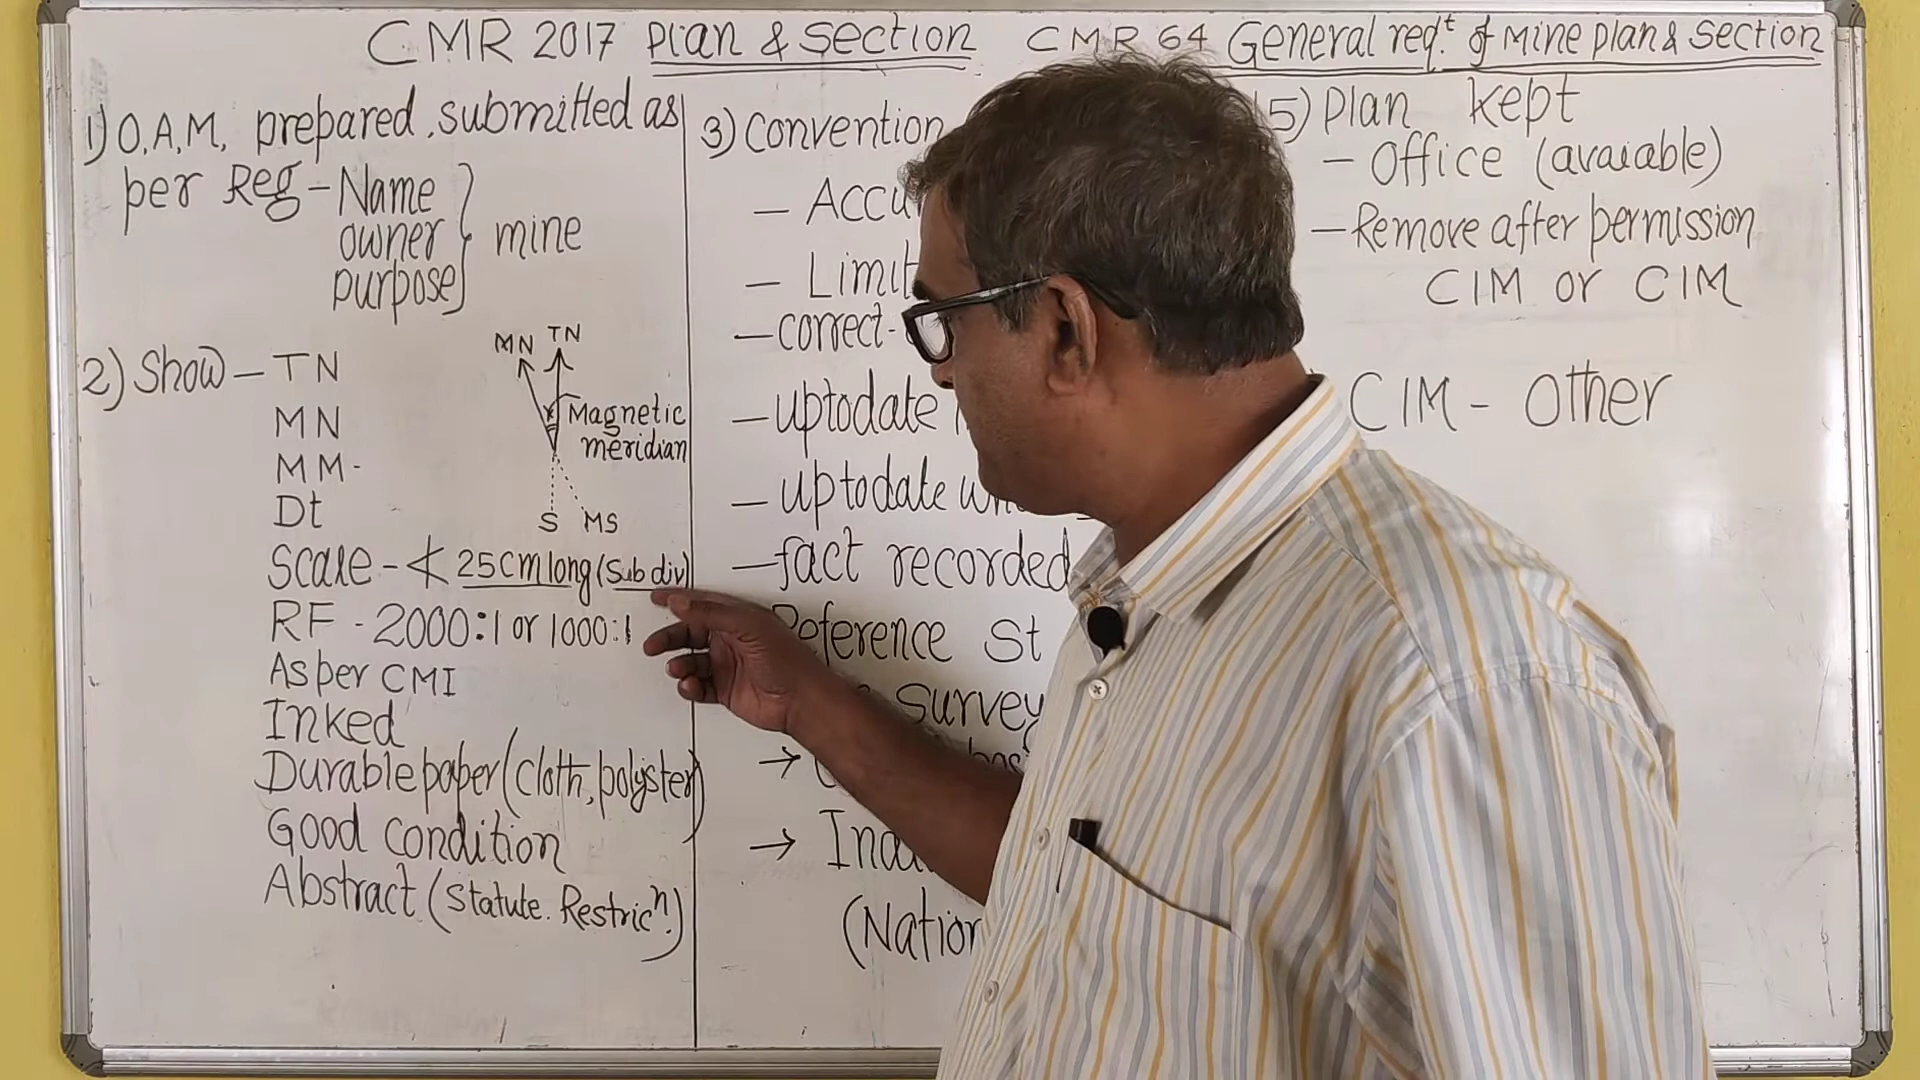 CMR 2017 Plan & Section CMR 64 General reqt. of Mine plan & Section
1) O.A.M, prepared, submitted as
per Reg - Name
owner
purpose
mine
2) Show - TN
MN
MM-
Dt
Scale - ≮ 25cm long (Sub div)
RF - 2000:1 or 1000:1
As per CMI
Inked
Durable paper (cloth, polyster)
Good condition
Abstract (Statute. Restricn.)
MN TN
Magnetic
meridian
S MS
3) Convention
- Limit
- correct-
- uptodate
- uptodate
- fact recorded
Reference St
Survey
5) Plan kept
- Office (avaiable)
- Remove after permission
CIM or CIM
CIM - Other